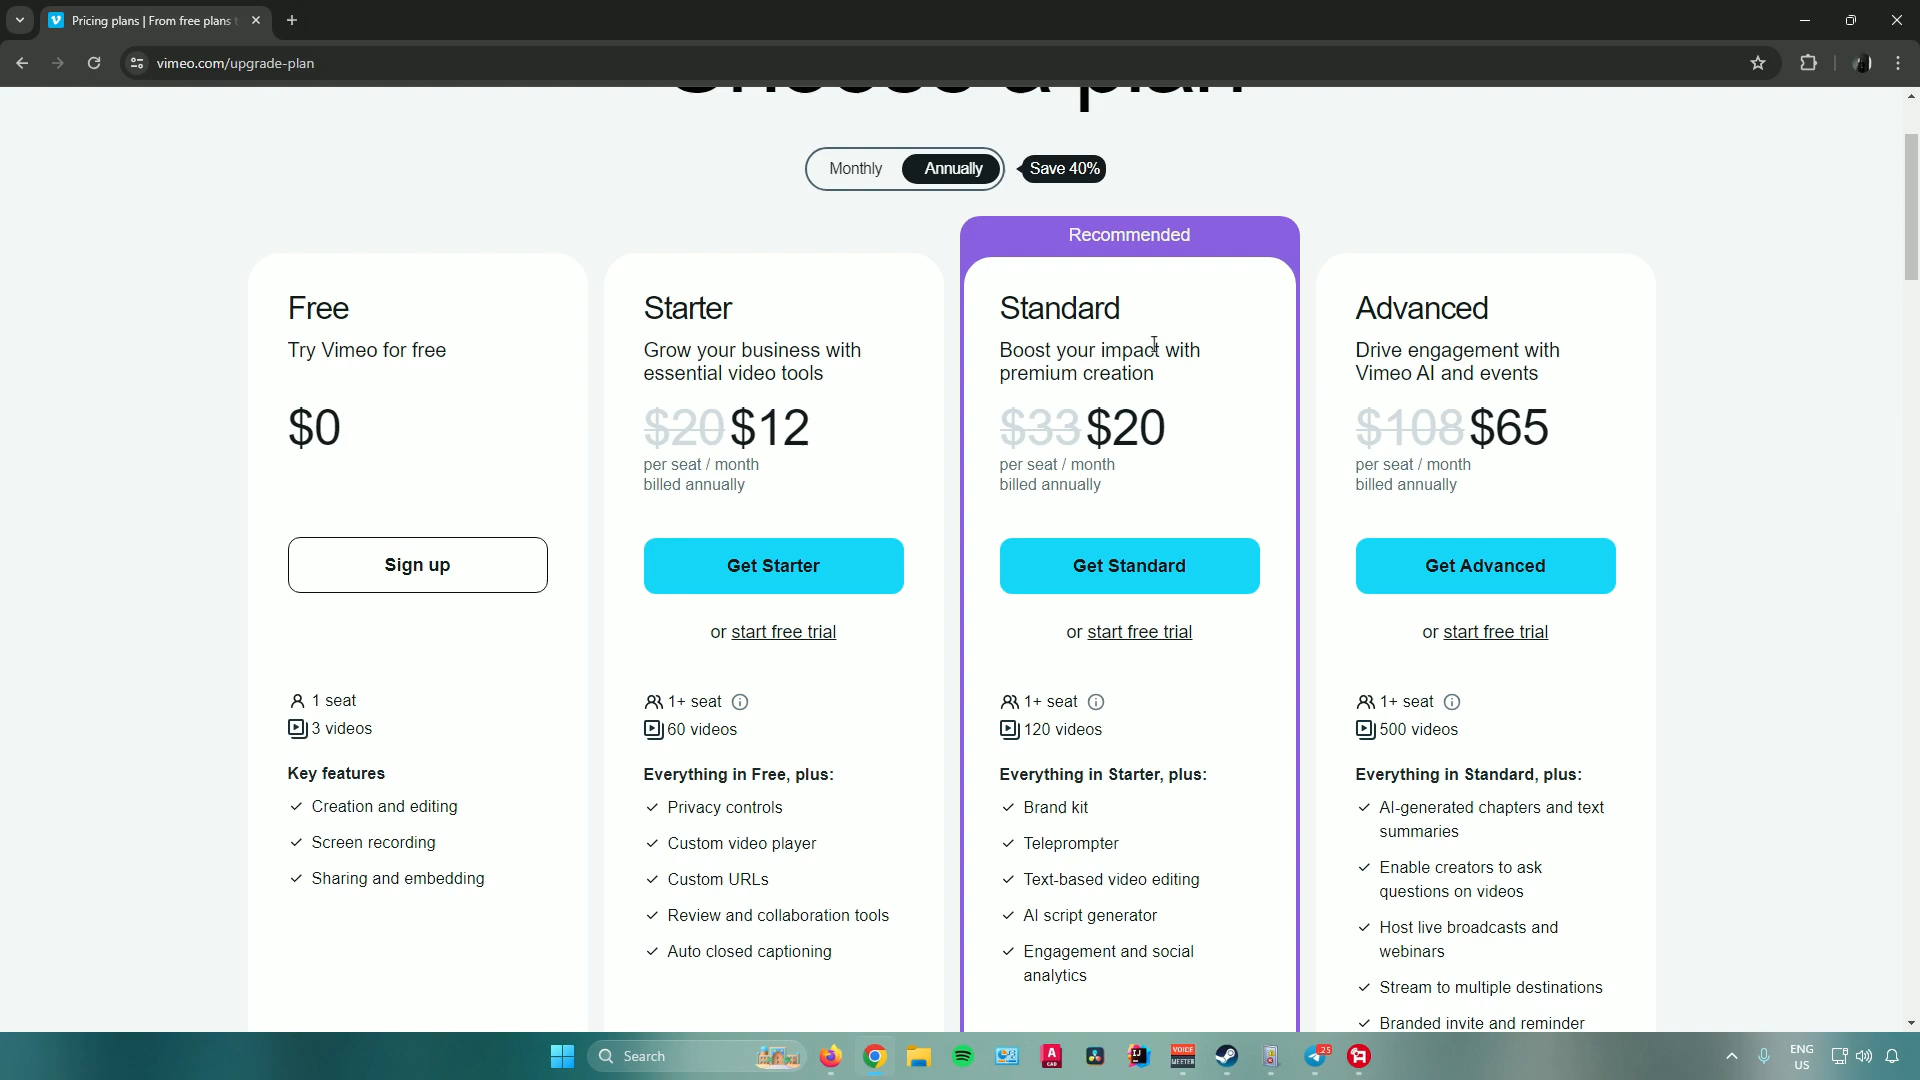 Pricing plans | From free plans
vimeo.com/upgrade-plan
Choose a plan
Monthly
Annually
Save 40%
Recommended
Free
Try Vimeo for free
$0
Sign up
1 seat
3 videos
Key features
Creation and editing
Screen recording
Sharing and embedding
Starter
Grow your business with
essential video tools
$20 $12
per seat / month
billed annually
Get Starter
or start free trial
1+ seat
60 videos
Everything in Free, plus:
Privacy controls
Custom video player
Custom URLs
Review and collaboration tools
Auto closed captioning
Standard
Boost your impact with
premium creation
$33 $20
per seat / month
billed annually
Get Standard
or start free trial
1+ seat
120 videos
Everything in Starter, plus:
Brand kit
Teleprompter
Text-based video editing
AI script generator
Engagement and social
analytics
Advanced
Drive engagement with
Vimeo AI and events
$108 $65
per seat / month
billed annually
Get Advanced
or start free trial
1+ seat
500 videos
Everything in Standard, plus:
AI-generated chapters and text
summaries
Enable creators to ask
questions on videos
Host live broadcasts and
webinars
Stream to multiple destinations
Branded invite and reminder
Search
A
CAD
IJ
VOICE
MEETER
25
ENG
US